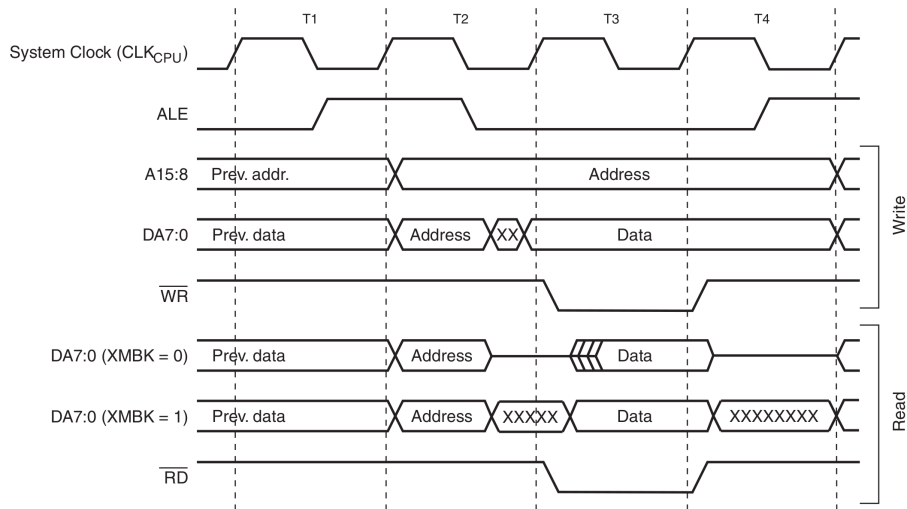 T1 T2 T3 T4
System Clock (CLKCPU)
ALE
A15:8 Prev. addr. Address
DA7:0 Prev. data Address XX Data
WR
Write
DA7:0 (XMBK = 0) Prev. data Address Data
DA7:0 (XMBK = 1) Prev. data Address XXXXX Data XXXXXXXX
RD
Read